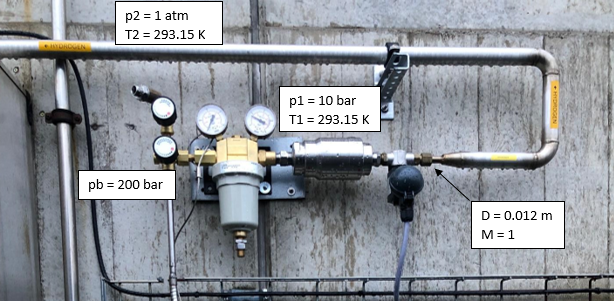 p2 = 1 atm
T2 = 293.15 K
HYDROGEN
p1 = 10 bar
T1 = 293.15 K
HYDROGEN
pb = 200 bar
D = 0.012 m
M = 1